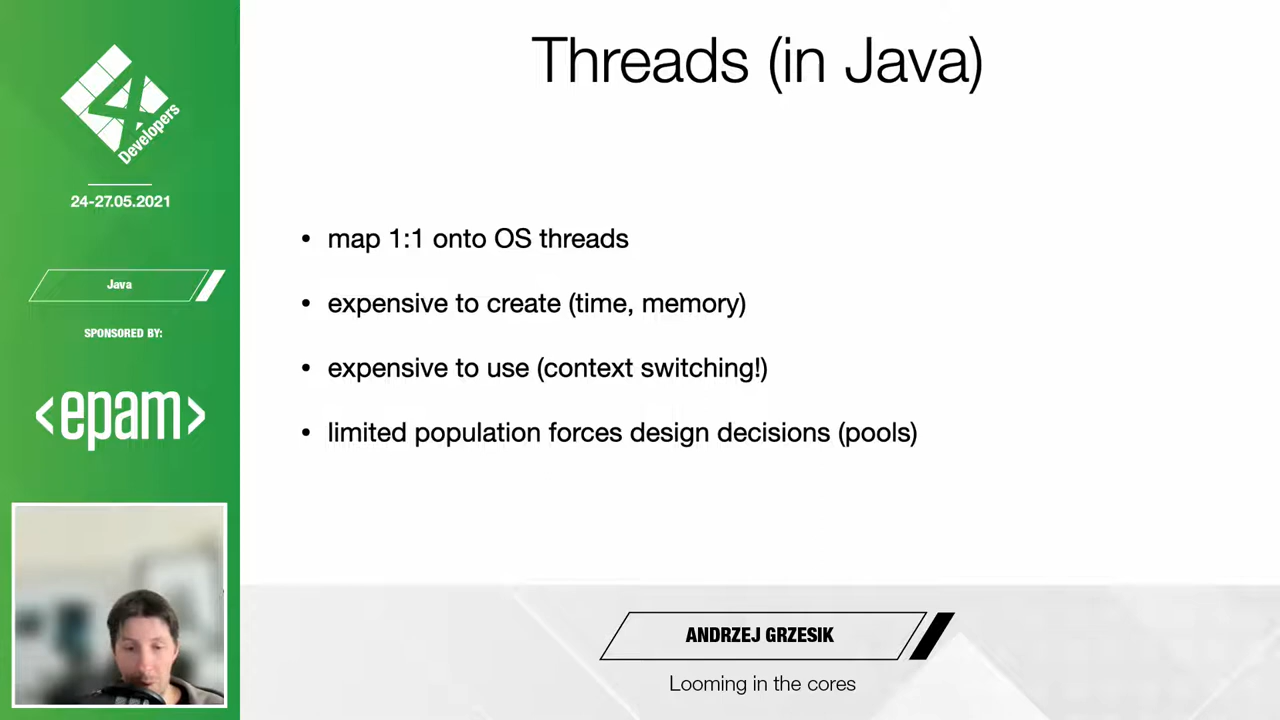 4
Developers
24-27.05.2021
Java
SPONSORED BY:
<epam>
Threads (in Java)
• map 1:1 onto OS threads
• expensive to create (time, memory)
• expensive to use (context switching!)
• limited population forces design decisions (pools)
ANDRZEJ GRZESIK
Looming in the cores